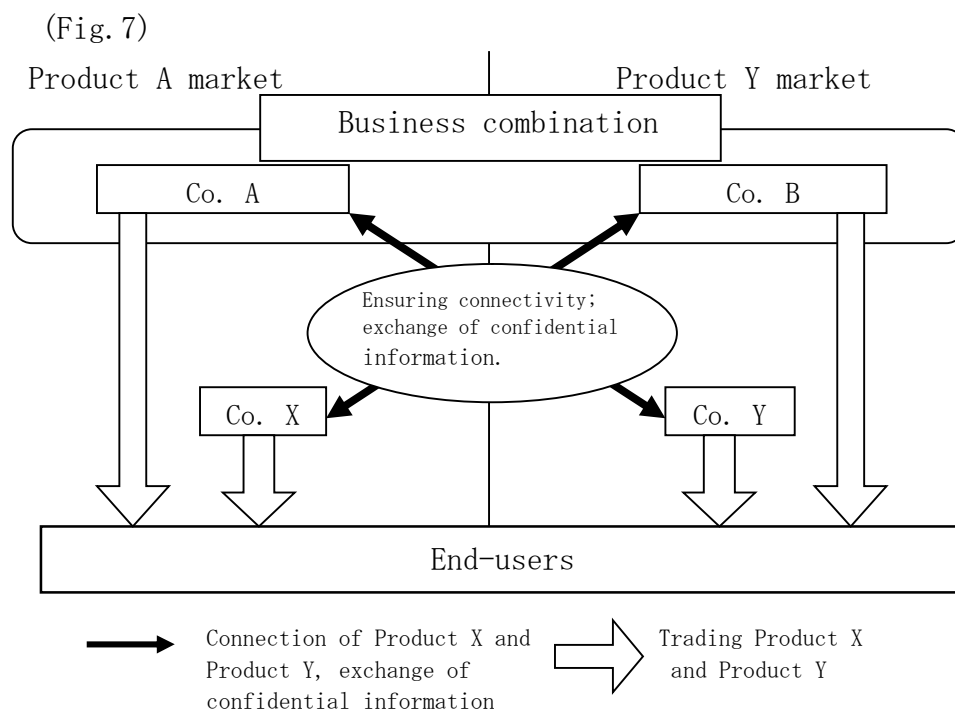 (Fig.7)
Product A market
Product Y market
Business combination
Co. A
Co. B
Ensuring connectivity;
exchange of confidential
information.
Co. X
Co. Y
End-users
Connection of Product X and
Product Y, exchange of
confidential information
Trading Product X
and Product Y